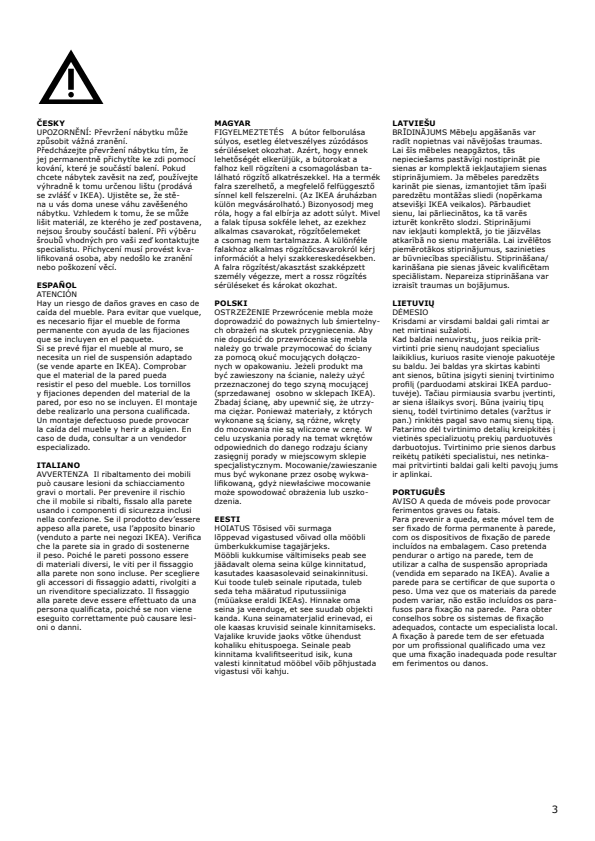 ČESKY
UPOZORNĚNÍ: Převržení nábytku může
způsobit vážná zranění.
Předcházejte převržení nábytku tím, že
jej permanentně přichytíte ke zdi pomocí
kování, které je součástí balení. Pokud
chcete nábytek zavěsit na zeď, používejte
výhradně k tomu určenou lištu (prodává
se zvlášť v IKEA). Ujistěte se, že stě-
na u vás doma unese váhu zavěšeného
nábytku. Vzhledem k tomu, že se může
lišit materiál, ze kterého je zeď postavena,
nejsou šrouby součástí balení. Při výběru
šroubů vhodných pro vaši zeď kontaktujte
specialistu. Přichycení musí provést kva-
lifikovaná osoba, aby nedošlo ke zranění
nebo poškození věcí.
ESPAÑOL
ATENCIÓN
Hay un riesgo de daños graves en caso de
caída del mueble. Para evitar que vuelque,
es necesario fijar el mueble de forma
permanente con ayuda de las fijaciones
que se incluyen en el paquete.
Si se prevé fijar el mueble al muro, se
necesita un riel de suspensión adaptado
(se vende aparte en IKEA). Comprobar
que el material de la pared pueda
resistir el peso del mueble. Los tornillos
y fijaciones dependen del material de la
pared, por eso no se incluyen. El montaje
debe realizarlo una persona cualificada.
Un montaje defectuoso puede provocar
la caída del mueble y herir a alguien. En
caso de duda, consultar a un vendedor
especializado.
ITALIANO
AVVERTENZA Il ribaltamento dei mobili
può causare lesioni da schiacciamento
gravi o mortali. Per prevenire il rischio
che il mobile si ribalti, fissalo alla parete
usando i componenti di sicurezza inclusi
nella confezione. Se il prodotto dev'essere
appeso alla parete, usa l'apposito binario
(venduto a parte nei negozi IKEA). Verifica
che la parete sia in grado di sostenerne
il peso. Poiché le pareti possono essere
di materiali diversi, le viti per il fissaggio
alla parete non sono incluse. Per scegliere
gli accessori di fissaggio adatti, rivolgiti a
un rivenditore specializzato. Il fissaggio
alla parete deve essere effettuato da una
persona qualificata, poiché se non viene
eseguito correttamente può causare lesi-
oni o danni.
MAGYAR
FIGYELMEZTETÉS A bútor felborulása
súlyos, esetleg életveszélyes zúzódásos
sérüléseket okozhat. Azért, hogy ennek
lehetőségét elkerüljük, a bútorokat a
falhoz kell rögzíteni a csomagolásban ta-
lálható rögzítő alkatrészekkel. Ha a termék
falra szerelhető, a megfelelő felfüggesztő
sínnel kell felszerelni. (Az IKEA áruházban
külön megvásárolható.) Bizonyosodj meg
róla, hogy a fal elbírja az adott súlyt. Mivel
a falak típusa sokféle lehet, az ezekhez
alkalmas csavarokat, rögzítőelemeket
a csomag nem tartalmazza. A különféle
falakhoz alkalmas rögzítőcsavarokról kérj
információt a helyi szakkereskedésekben.
A falra rögzítést/akasztást szakképzett
személy végezze, mert a rossz rögzítés
sérüléseket és károkat okozhat.
POLSKI
OSTRZEŻENIE Przewrócenie mebla może
doprowadzić do poważnych lub śmiertelny-
ch obrażeń na skutek przygniecenia. Aby
nie dopuścić do przewrócenia się mebla
należy go trwale przymocować do ściany
za pomocą okuć mocujących dołączo-
nych w opakowaniu. Jeżeli produkt ma
być zawieszony na ścianie, należy użyć
przeznaczonej do tego szyną mocującej
(sprzedawanej osobno w sklepach IKEA).
Zbadaj ścianę, aby upewnić się, że utrzy-
ma ciężar. Ponieważ materiały, z których
wykonane są ściany, są różne, wkręty
do mocowania nie są wliczone w cenę. W
celu uzyskania porady na temat wkrętów
odpowiednich do danego rodzaju ściany
zasięgnij porady w miejscowym sklepie
specjalistycznym. Mocowanie/zawieszanie
mus być wykonane przez osobę wykwa-
lifikowaną, gdyż niewłaściwe mocowanie
może spowodować obrażenia lub uszko-
dzenia.
EESTI
HOIATUS Tõsised või surmaga
lõppevad vigastused võivad olla mööbli
ümberkukkumise tagajärjeks.
Mööbli kukkumise vältimiseks peab see
jäädavalt olema seina külge kinnitatud,
kasutades kaasasolevaid seinakinnitusi.
Kui toode tuleb seinale riputada, tuleb
seda teha määratud riputussiiniga
(müüakse eraldi IKEAs). Hinnake oma
seina ja veenduge, et see suudab objekti
kanda. Kuna seinamaterjalid erinevad, ei
ole kaasas kruvisid seinale kinnitamiseks.
Vajalike kruvide jaoks võtke ühendust
kohaliku ehituspoega. Seinale peab
kinnitama kvalifitseeritud isik, kuna
valesti kinnitatud mööbel võib põhjustada
vigastusi või kahju.
LATVIEŠU
BRĪDINĀJUMS Mēbeļu apgāšanās var
radīt nopietnas vai nāvējošas traumas.
Lai šīs mēbeles neapgāztos, tās
nepieciešams pastāvīgi nostiprināt pie
sienas ar komplektā iekļautajiem sienas
stiprinājumiem. Ja mēbeles paredzēts
karināt pie sienas, izmantojiet tām īpaši
paredzētu montāžas sliedi (nopērkama
atsevišķi IKEA veikalos). Pārbaudiet
sienu, lai pārliecinātos, ka tā varēs
izturēt konkrēto slodzi. Stiprinājumi
nav iekļauti komplektā, jo tie jāizvēlas
atkarībā no sienu materiāla. Lai izvēlētos
piemērotākos stiprinājumus, sazinieties
ar būvniecības speciālistu. Stiprināšana/
karināšana pie sienas jāveic kvalificētam
speciālistam. Nepareiza stiprināšana var
izraisīt traumas un bojājumus.
LIETUVIŲ
DĖMESIO
Krisdami ar virsdami baldai gali rimtai ar
net mirtinai sužaloti.
Kad baldai nenuvirstų, juos reikia prit-
virtinti prie sienų naudojant specialius
laikiklius, kuriuos rasite vienoje pakuotėje
su baldu. Jei baldas yra skirtas kabinti
ant sienos, būtina įsigyti sieninį tvirtinimo
profilį (parduodami atskirai IKEA parduo-
tuvėje). Tačiau pirmiausia svarbu įvertinti,
ar siena išlaikys svorį. Būna įvairių tipų
sienų, todėl tvirtinimo detales (varžtus ir
pan.) rinkitės pagal savo namų sienų tipą.
Patarimo dėl tvirtinimo detalių kreipkitės į
vietinės specializuotų prekių parduotuvės
darbuotojus. Tvirtinimo prie sienos darbus
reikėtų patikėti specialistui, nes netinka-
mai pritvirtinti baldai gali kelti pavojų jums
ir aplinkai.
PORTUGUÊS
AVISO A queda de móveis pode provocar
ferimentos graves ou fatais.
Para prevenir a queda, este móvel tem de
ser fixado de forma permanente à parede,
com os dispositivos de fixação de parede
incluídos na embalagem. Caso pretenda
pendurar o artigo na parede, tem de
utilizar a calha de suspensão apropriada
(vendida em separado na IKEA). Avalie a
parede para se certificar de que suporta o
peso. Uma vez que os materiais da parede
podem variar, não estão incluídos os para-
fusos para fixação na parede. Para obter
conselhos sobre os sistemas de fixação
adequados, contacte um especialista local.
A fixação à parede tem de ser efetuada
por um profissional qualificado uma vez
que uma fixação inadequada pode resultar
em ferimentos ou danos.
3